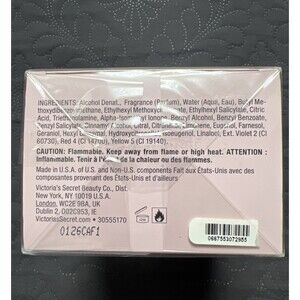 INGREDIENTS: Alcohol Denat., Fragrance (Parfum), Water (Aqua, Eau), Butyl Me-
thoxydibenzoylmethane, Ethylhexyl Methoxycinnamate, Ethylhexyl Salicylate, Citric
Acid, Triethanolamine, Alpha-Isomethyl Ionone, Benzyl Alcohol, Benzyl Benzoate,
Benzyl Salicylate, Cinnamyl Alcohol, Citral, Citronellol, Coumarin, Eugenol, Farnesol,
Geraniol, Hexyl Cinnamal, Hydroxycitronellal, Isoeugenol, Linalool, Ext. Violet 2 (CI
60730), Red 4 (CI 14700), Yellow 5 (CI 19140).
CAUTION: Flammable. Keep away from flame or high heat. ATTENTION :
Inflammable. Tenir à l'écart de la chaleur ou des flammes.
Made in U.S.A. of U.S. and Non-U.S. components Fait aux États-Unis avec des
composantes provenant des États-Unis et d'ailleurs
Victoria's Secret Beauty Co., Dist.
New York, NY 10019 U.S.A.
London, WC2E 9BA, UK
Dublin 2, D02C953, IE
VictoriasSecret.com • 30555170
0126CAF1
0667553072955